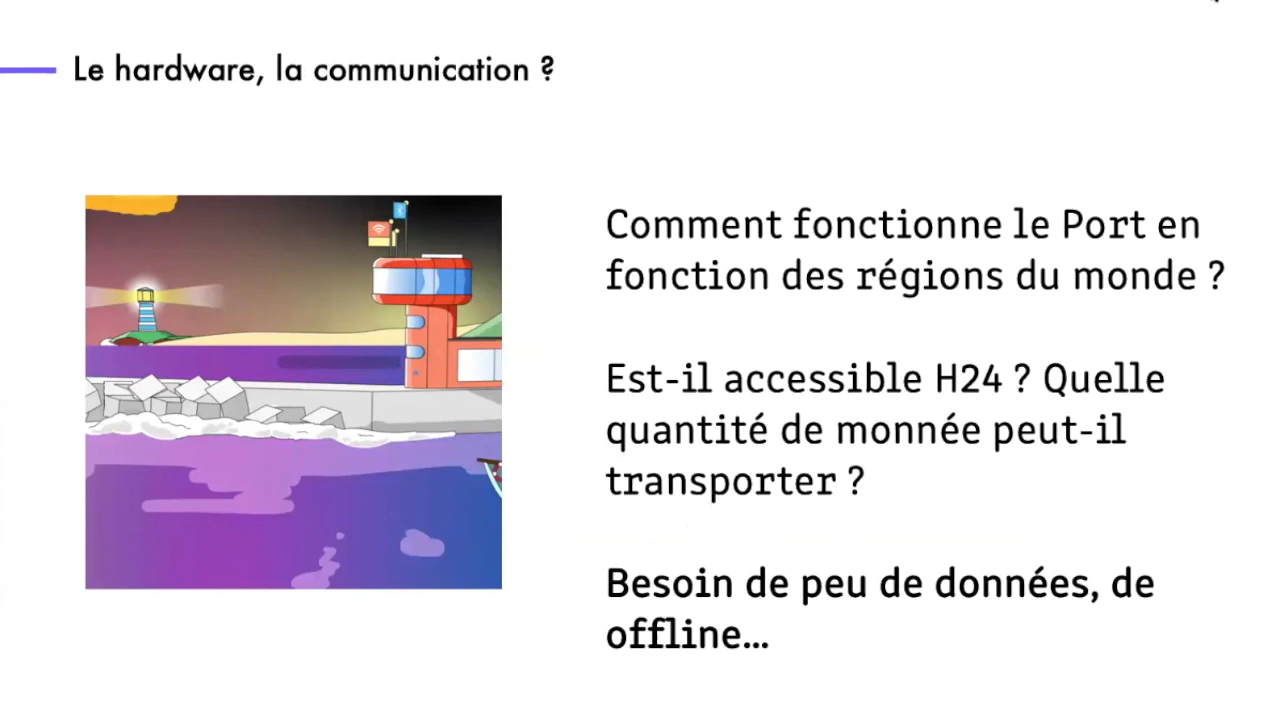 Le hardware, la communication ?
Comment fonctionne le Port en
fonction des régions du monde ?
Est-il accessible H24 ? Quelle
quantité de monnée peut-il
transporter ?
Besoin de peu de données, de
offline…